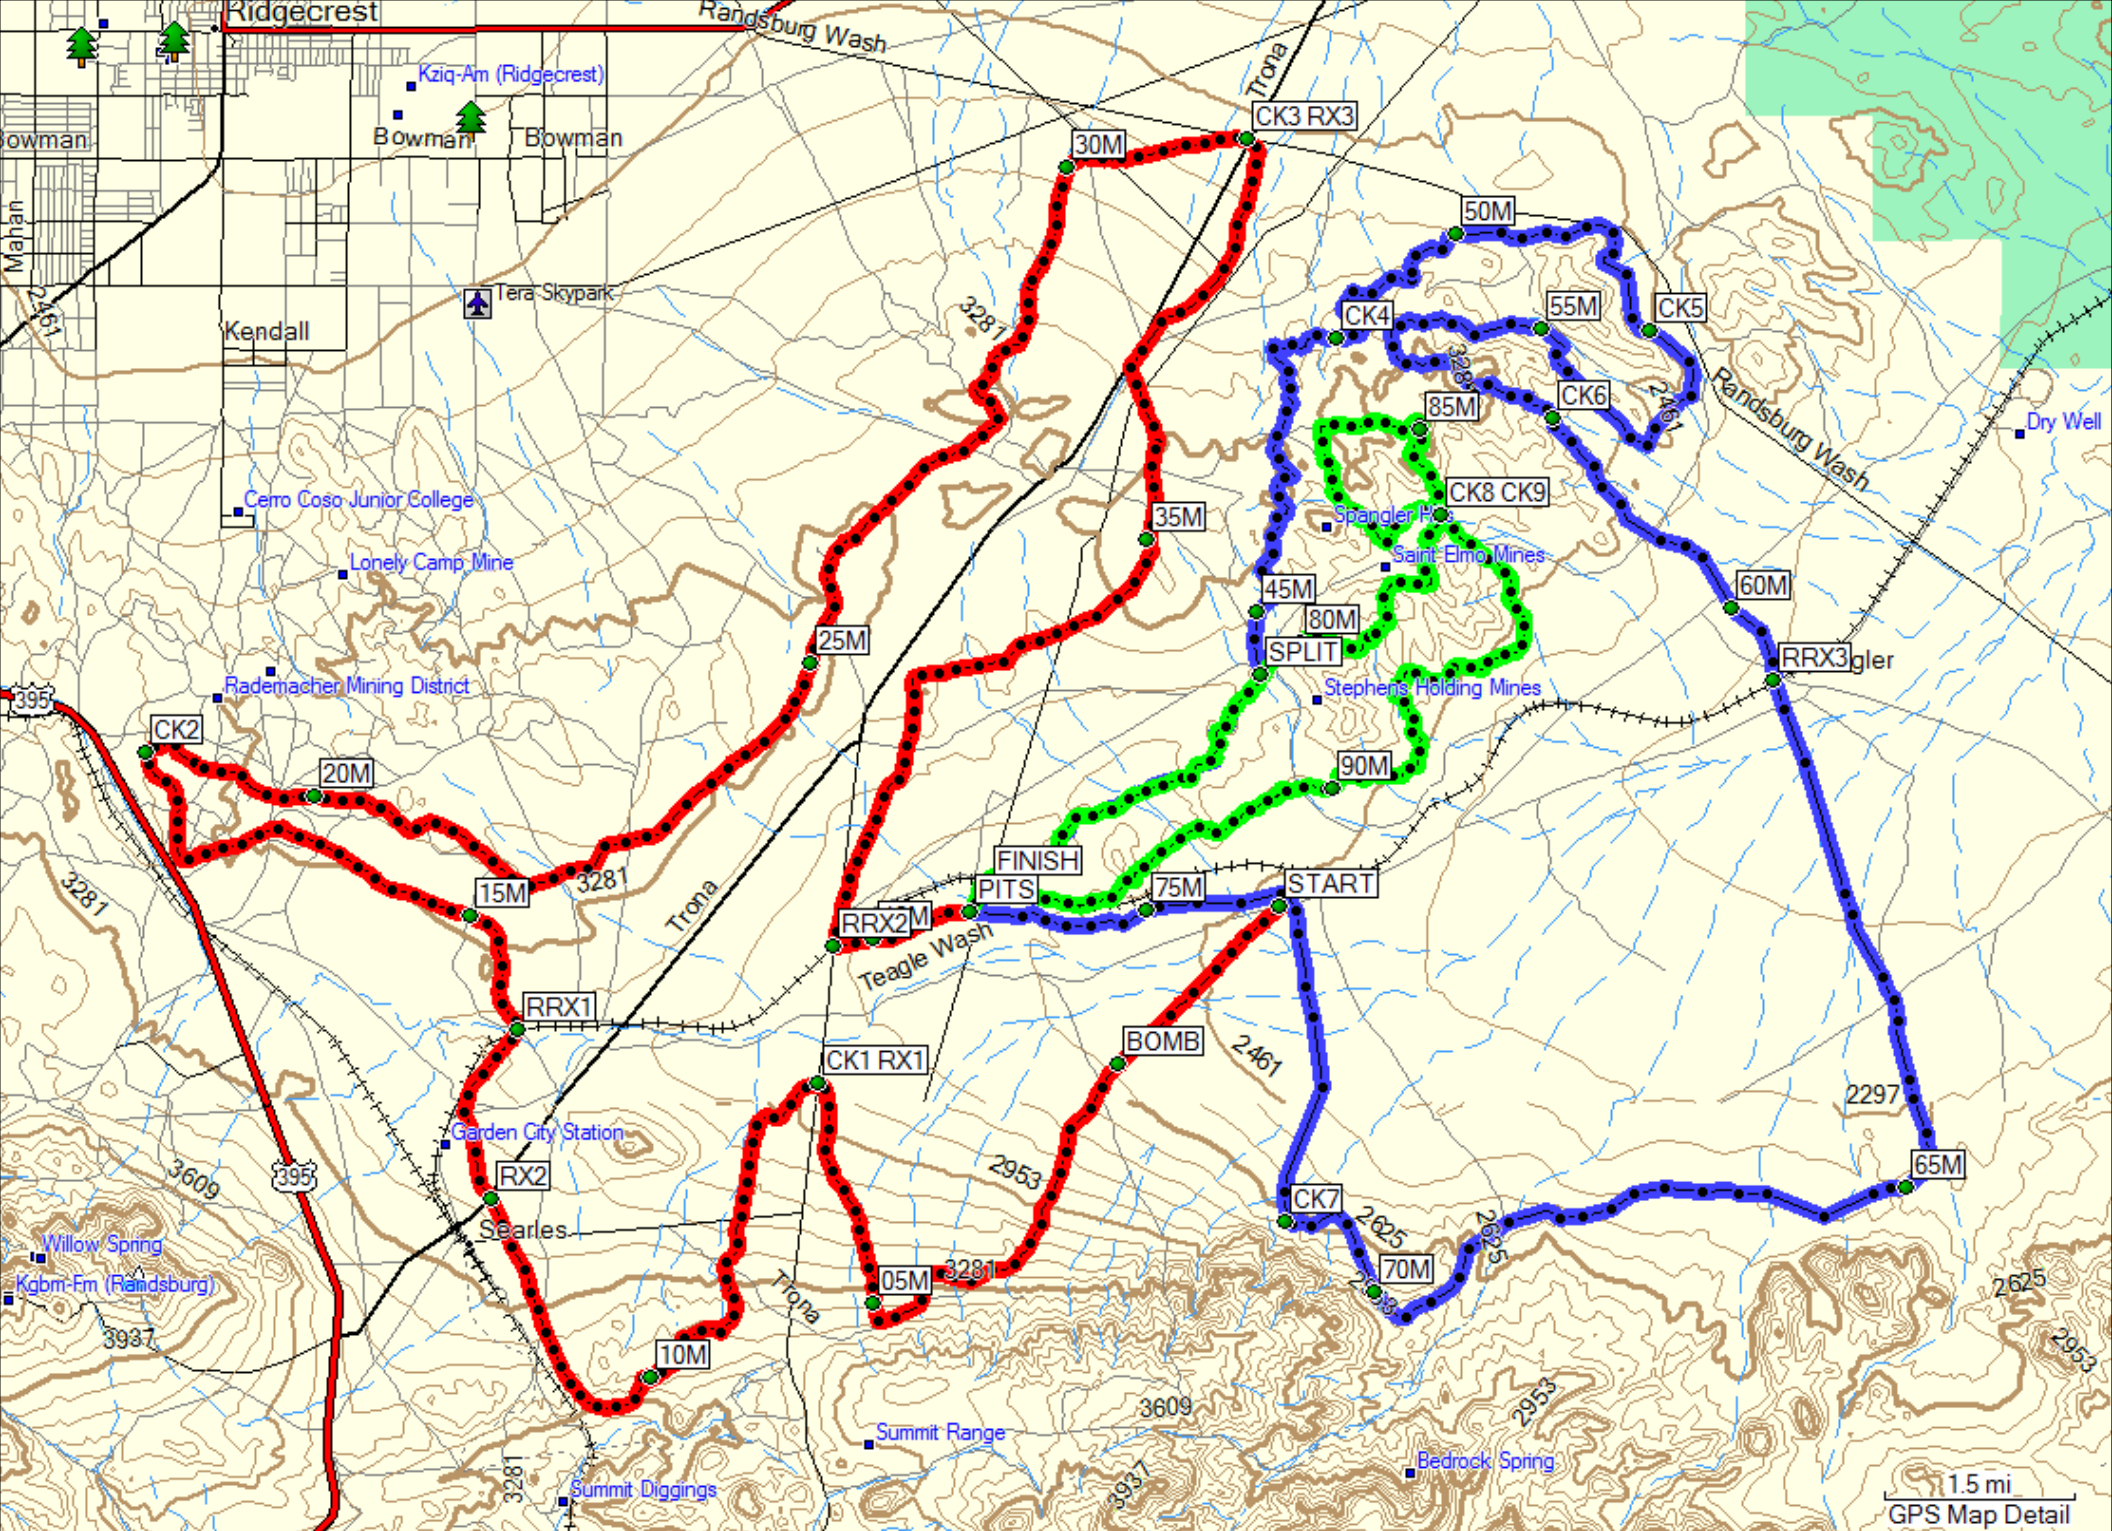 Ridgecrest
Randsburg Wash
Trona
Kziq-Am (Ridgecrest)
CK3 RX3
Bowman
Bowman
Bowman
30M
Mahan
50M
2461
Tera Skypark
3281
55M
CK5
CK4
Kendall
3281
CK6
2461
Randsburg Wash
85M
Dry Well
Cerro Coso Junior College
CK8 CK9
35M
Spangler Hills
Lonely Camp Mine
Saint Elmo Mines
45M
60M
80M
25M
SPLIT
RRX3
gler
Rademacher Mining District
Stephens Holding Mines
395
CK2
20M
90M
FINISH
3281
3281
15M
PITS
75M
START
Trona
RRX2
M
Teagle Wash
RRX1
BOMB
CK1 RX1
2461
2297
Garden City Station
2953
3609
395
RX2
65M
CK7
Searles
2625
2625
Willow Spring
70M
Kgbm-Fm (Randsburg)
05M
3281
Trona
2625
3937
10M
2953
3609
2953
Summit Range
Bedrock Spring
3281
3937
Summit Diggings
1.5 mi
GPS Map Detail